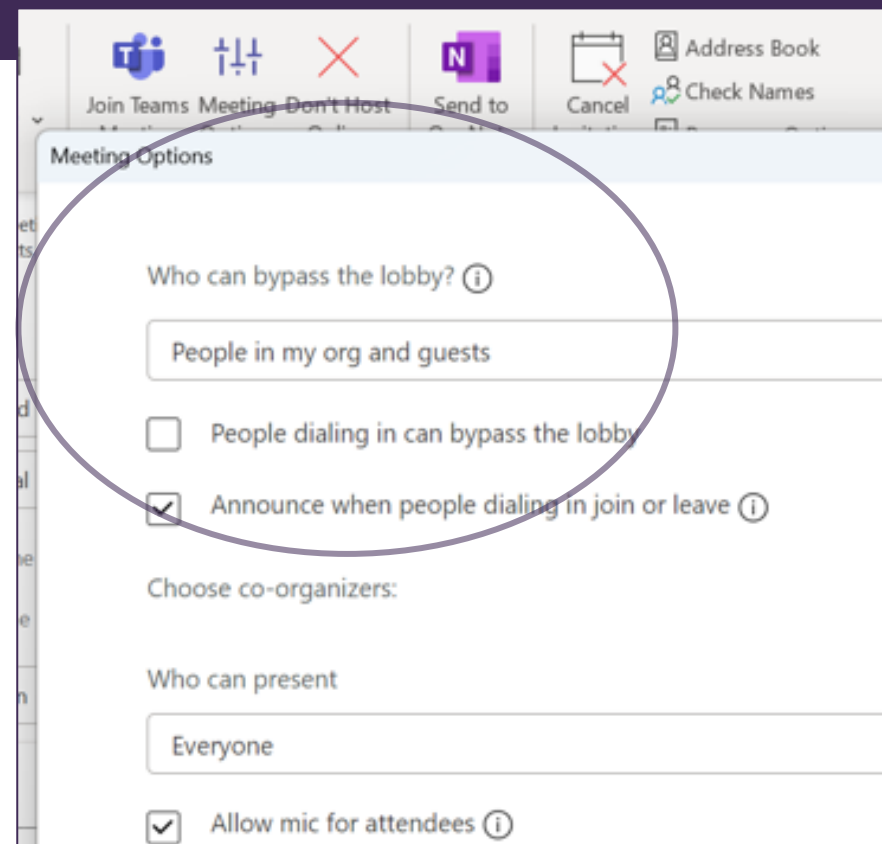 Join Teams Meeting Don't Host Send to Cancel
Address Book
Check Names
Meeting Options
Who can bypass the lobby?
People in my org and guests
People dialing in can bypass the lobby
Announce when people dialing in join or leave
Choose co-organizers:
Who can present
Everyone
Allow mic for attendees